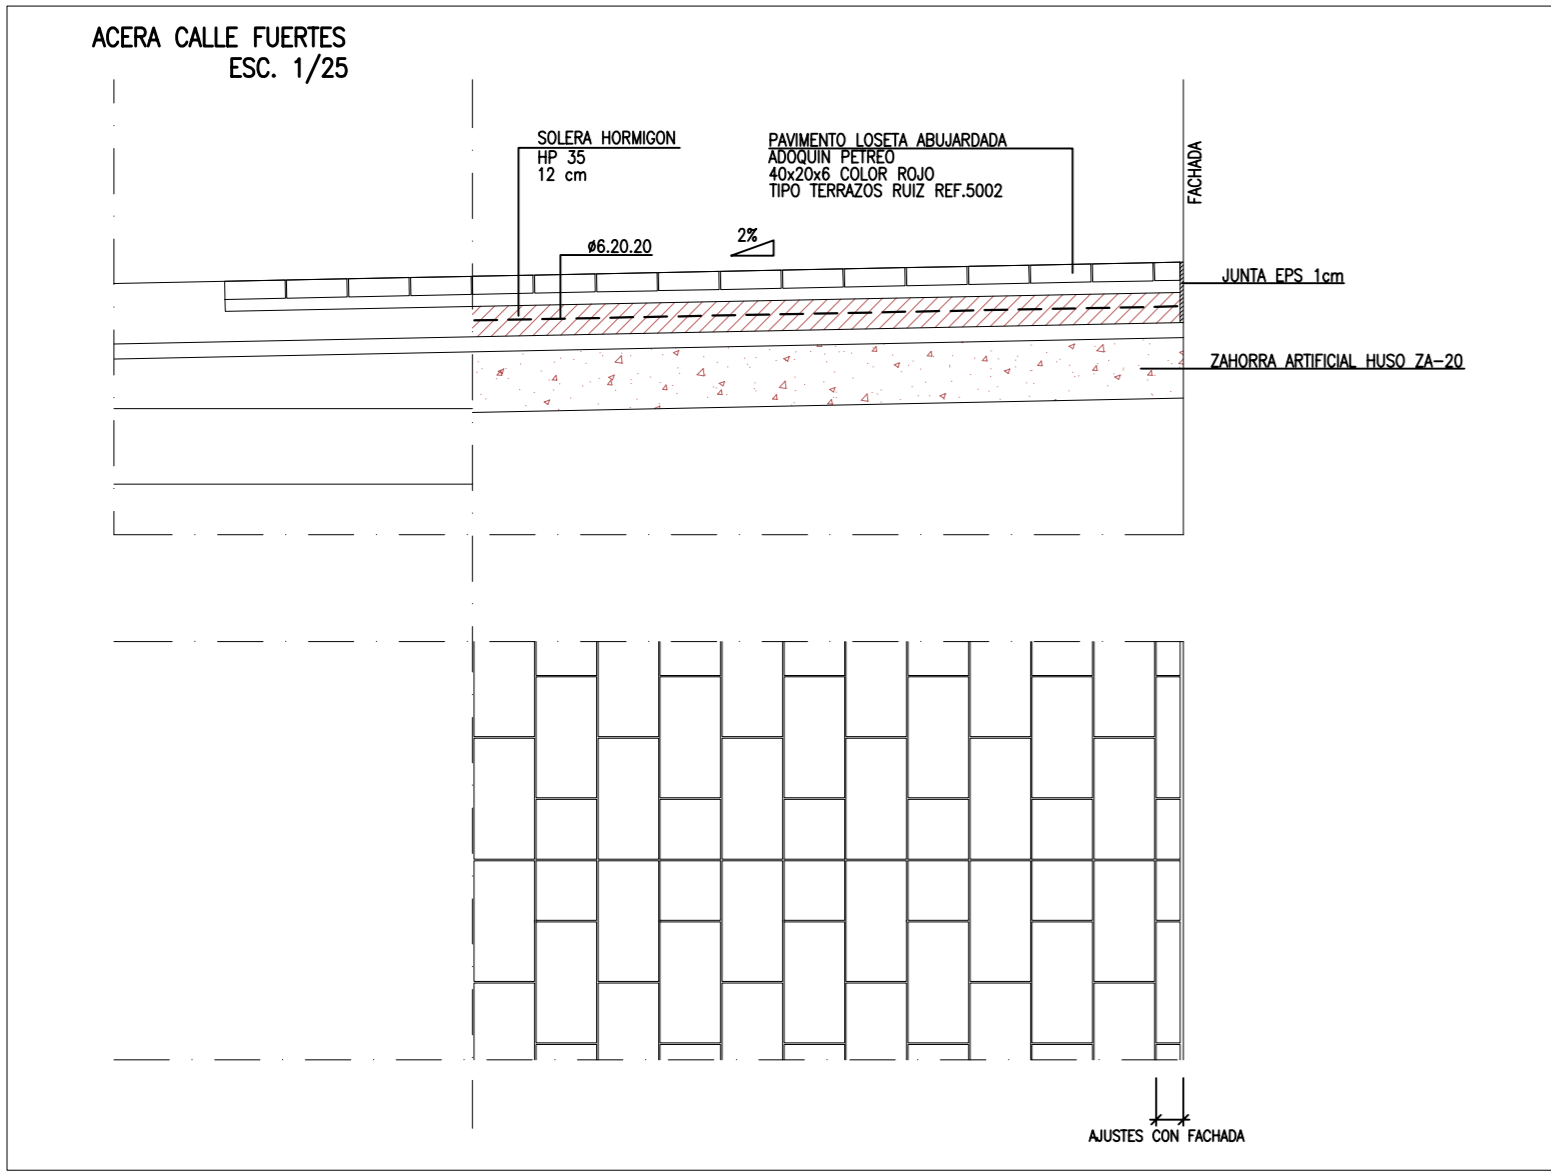 ACERA CALLE FUERTES
ESC. 1/25
SOLERA HORMIGON
HP 35
12 cm
PAVIMENTO LOSETA ABUJARDADA
ADOQUIN PETREO
40x20x6 COLOR ROJO
TIPO TERRAZOS RUIZ REF.5002
FACHADA
ø6.20.20
2%
JUNTA EPS 1cm
ZAHORRA ARTIFICIAL HUSO ZA-20
AJUSTES CON FACHADA